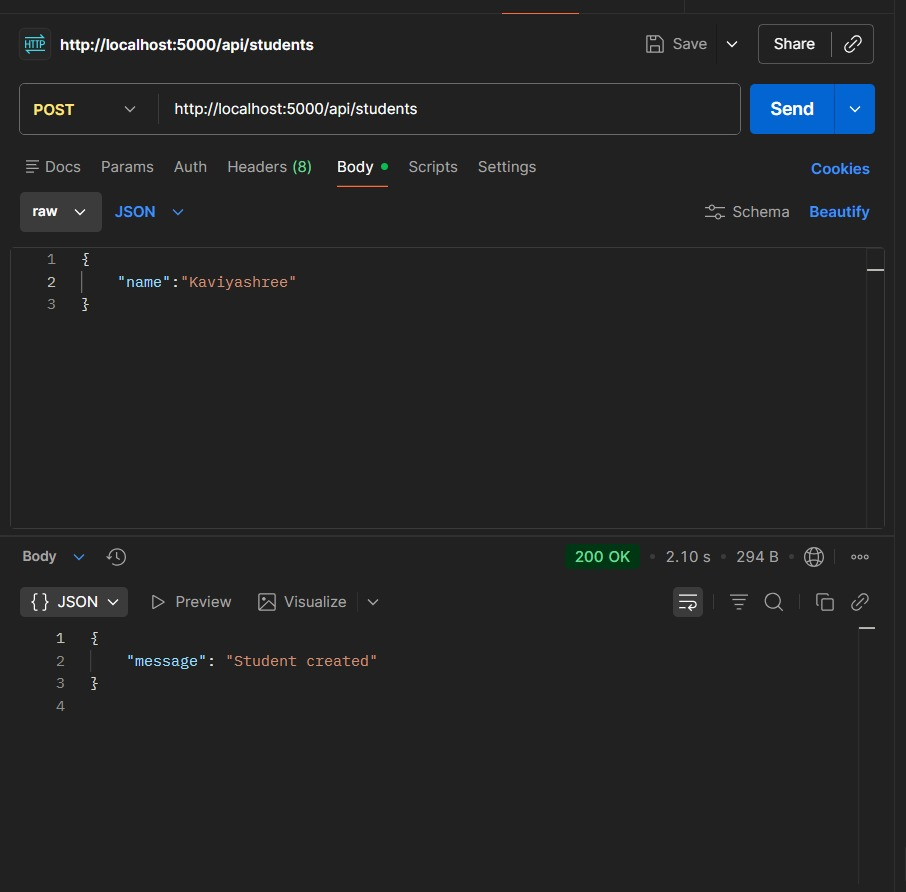 HTTP http://localhost:5000/api/students Save Share
POST http://localhost:5000/api/students Send
Docs Params Auth Headers (8) Body Scripts Settings Cookies
raw JSON Schema Beautify
1 {
2 "name":"Kaviyashree"
3 }
Body 200 OK • 2.10 s • 294 B •
{} JSON Preview Visualize
1 {
2 "message": "Student created"
3 }
4